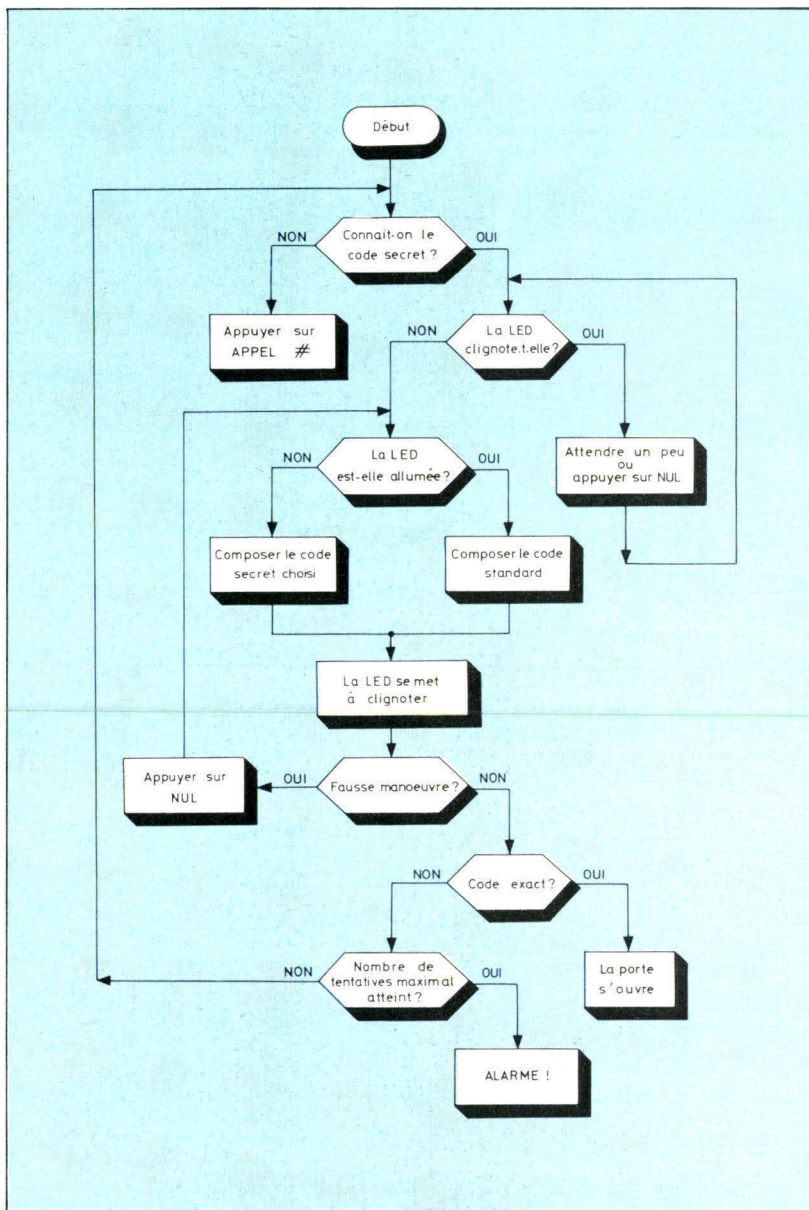 Début
Connait-on le
code secret ?
NON
OUI
Appuyer sur
APPEL #
La LED
clignote.t.elle ?
NON
OUI
Attendre un peu
ou
appuyer sur NUL
La LED
est-elle allumée ?
NON
OUI
Composer le code
secret choisi
Composer le code
standard
La LED se met
à clignoter
Appuyer sur
NUL
OUI
Fausse manoeuvre ?
NON
NON
Code exact ?
OUI
NON
Nombre de
tentatives maximal
atteint ?
OUI
La porte
s'ouvre
ALARME !